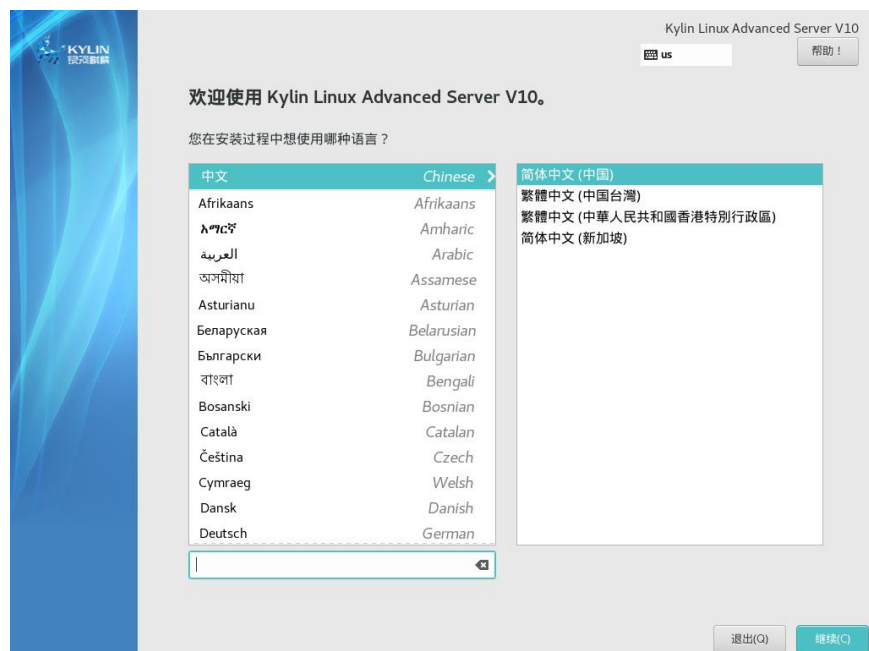 KYLIN
银河麒麟
Kylin Linux Advanced Server V10
us
帮助！
欢迎使用 Kylin Linux Advanced Server V10。
您在安装过程中想使用哪种语言？
中文 Chinese
Afrikaans Afrikaans
አማርኛ Amharic
العربية Arabic
অসমীয়া Assamese
Asturianu Asturian
Беларуская Belarusian
Български Bulgarian
বাংলা Bengali
Bosanski Bosnian
Català Catalan
Čeština Czech
Cymraeg Welsh
Dansk Danish
Deutsch German
简体中文 (中国)
繁體中文 (中国台灣)
繁體中文 (中華人民共和國香港特別行政區)
简体中文 (新加坡)
退出(Q)
继续(C)